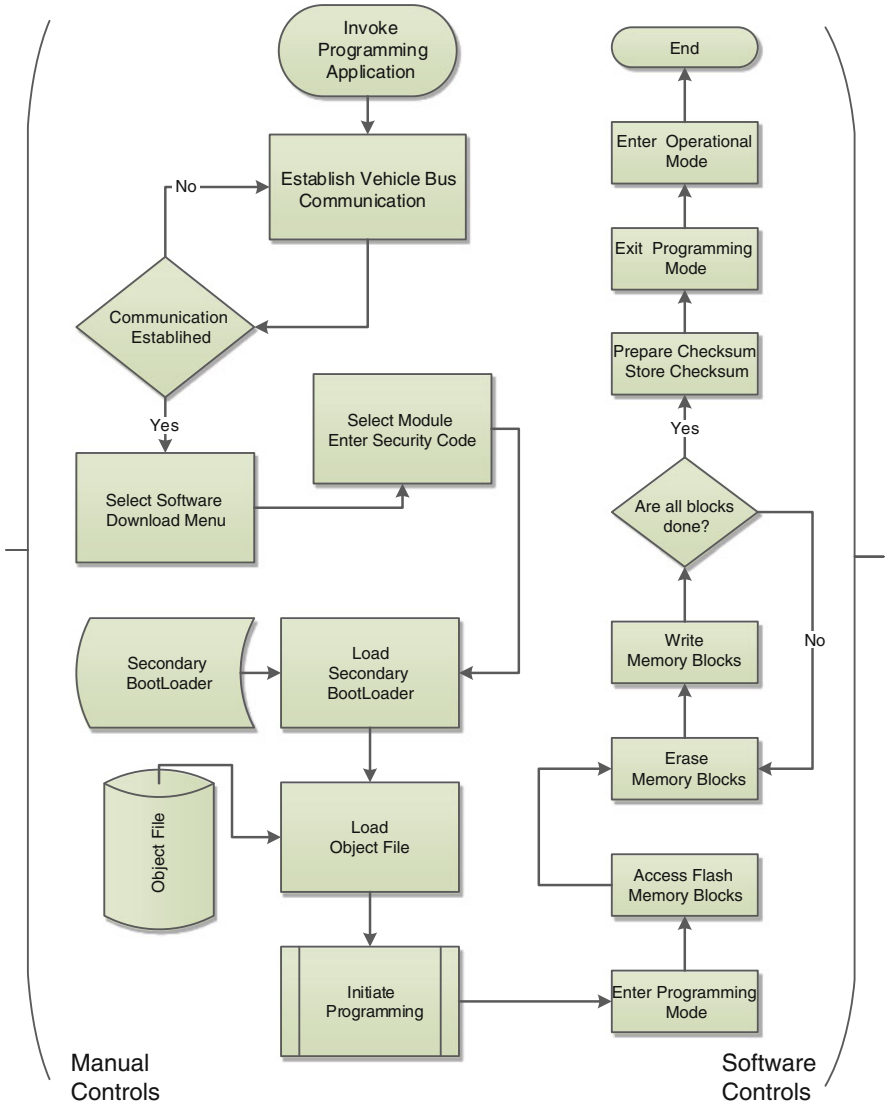 Invoke
Programming
Application
Establish Vehicle Bus
Communication
No
Communication
Establihed
Yes
Select Software
Download Menu
Select Module
Enter Security Code
Secondary
BootLoader
Load
Secondary
BootLoader
Object File
Load
Object File
Initiate
Programming
Manual
Controls
End
Enter Operational
Mode
Exit Programming
Mode
Prepare Checksum
Store Checksum
Yes
Are all blocks
done?
No
Write
Memory Blocks
Erase
Memory Blocks
Access Flash
Memory Blocks
Enter Programming
Mode
Software
Controls